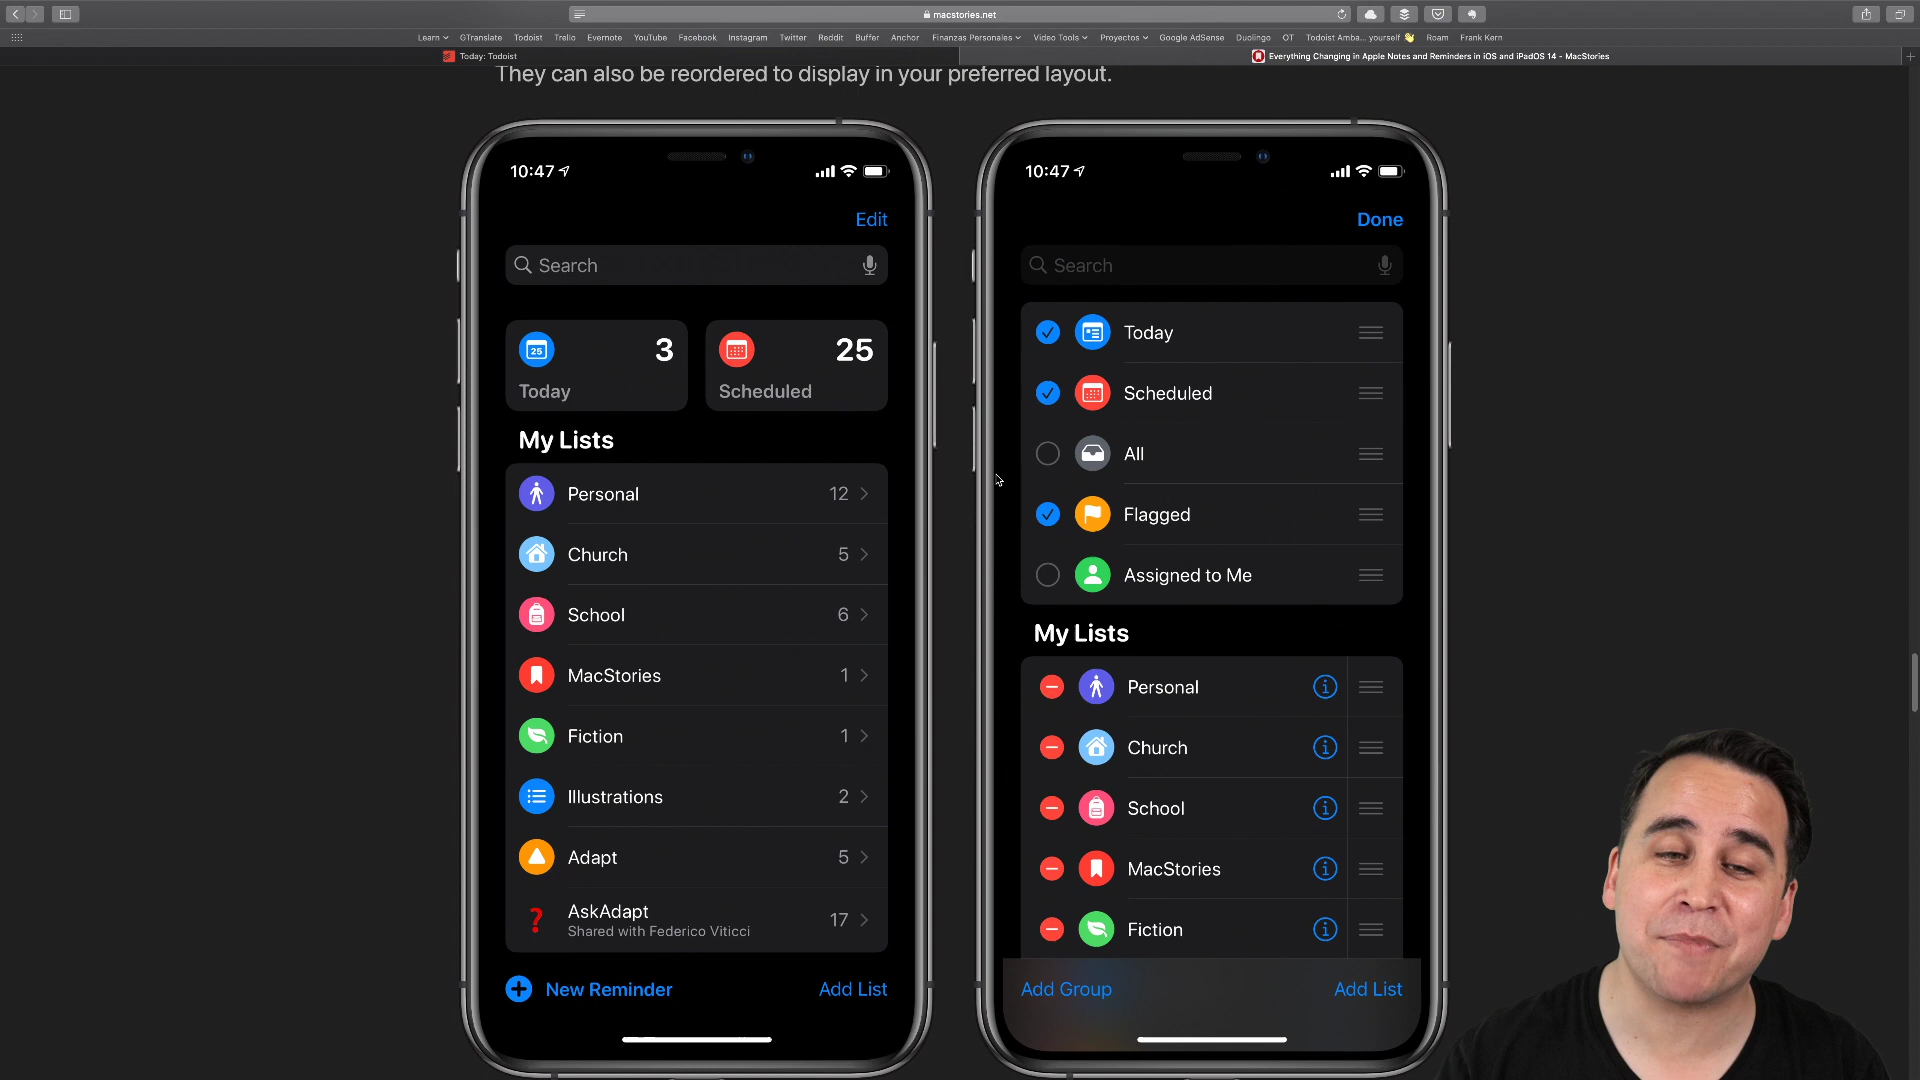 macstories.net
Learn GTranslate Todoist Trello Evernote YouTube Facebook Instagram Twitter Reddit Buffer Anchor Finanzas Personales Video Tools Proyectos Google AdSense Duolingo OT Todoist Amba... yourself 👋 Roam Frank Kern
Today: Todoist
Everything Changing in Apple Notes and Reminders in iOS and iPadOS 14 - MacStories
They can also be reordered to display in your preferred layout.
10:47
Edit
Search
25
3
Today
25
Scheduled
My Lists
Personal 12
Church 5
School 6
MacStories 1
Fiction 1
Illustrations 2
Adapt 5
AskAdapt 17
Shared with Federico Viticci
New Reminder Add List
10:47
Done
Search
Today
Scheduled
All
Flagged
Assigned to Me
My Lists
Personal
Church
School
MacStories
Fiction
Add Group Add List